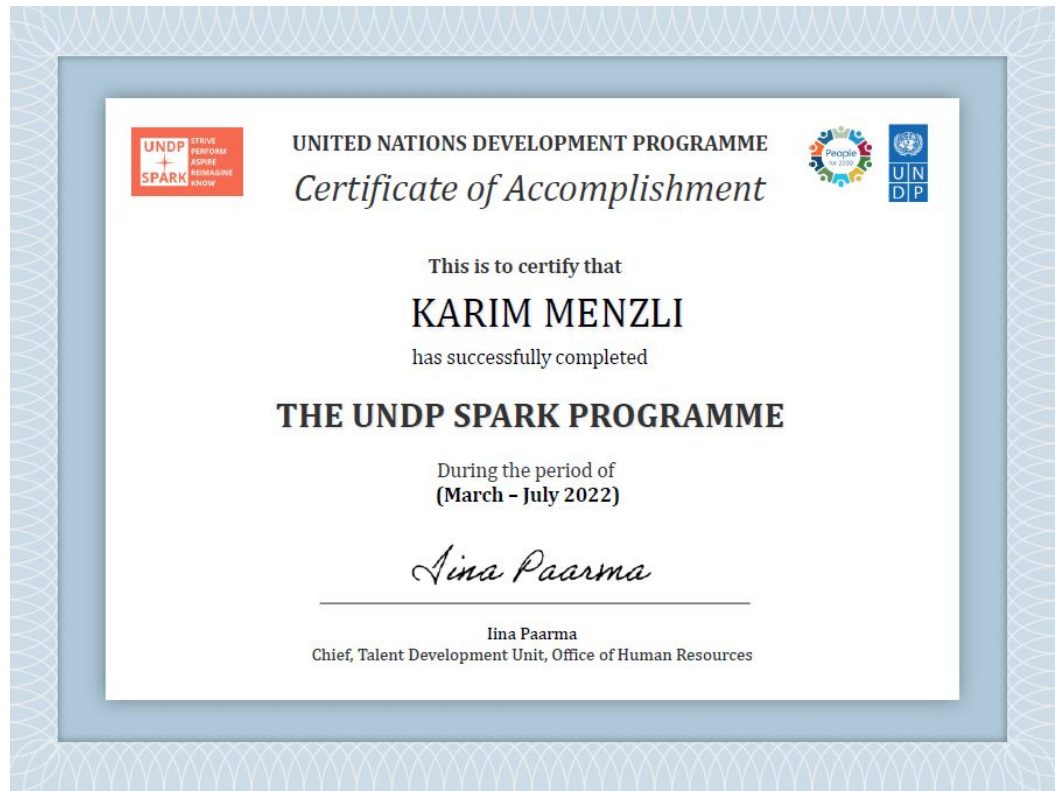 UNDP
SPARK
STRIVE
PERFORM
ASPIRE
REIMAGINE
KNOW
UNITED NATIONS DEVELOPMENT PROGRAMME
Certificate of Accomplishment
People
for 2030
U N
D P
This is to certify that
KARIM MENZLI
has successfully completed
THE UNDP SPARK PROGRAMME
During the period of
(March – July 2022)
Iina Paarma
Iina Paarma
Chief, Talent Development Unit, Office of Human Resources